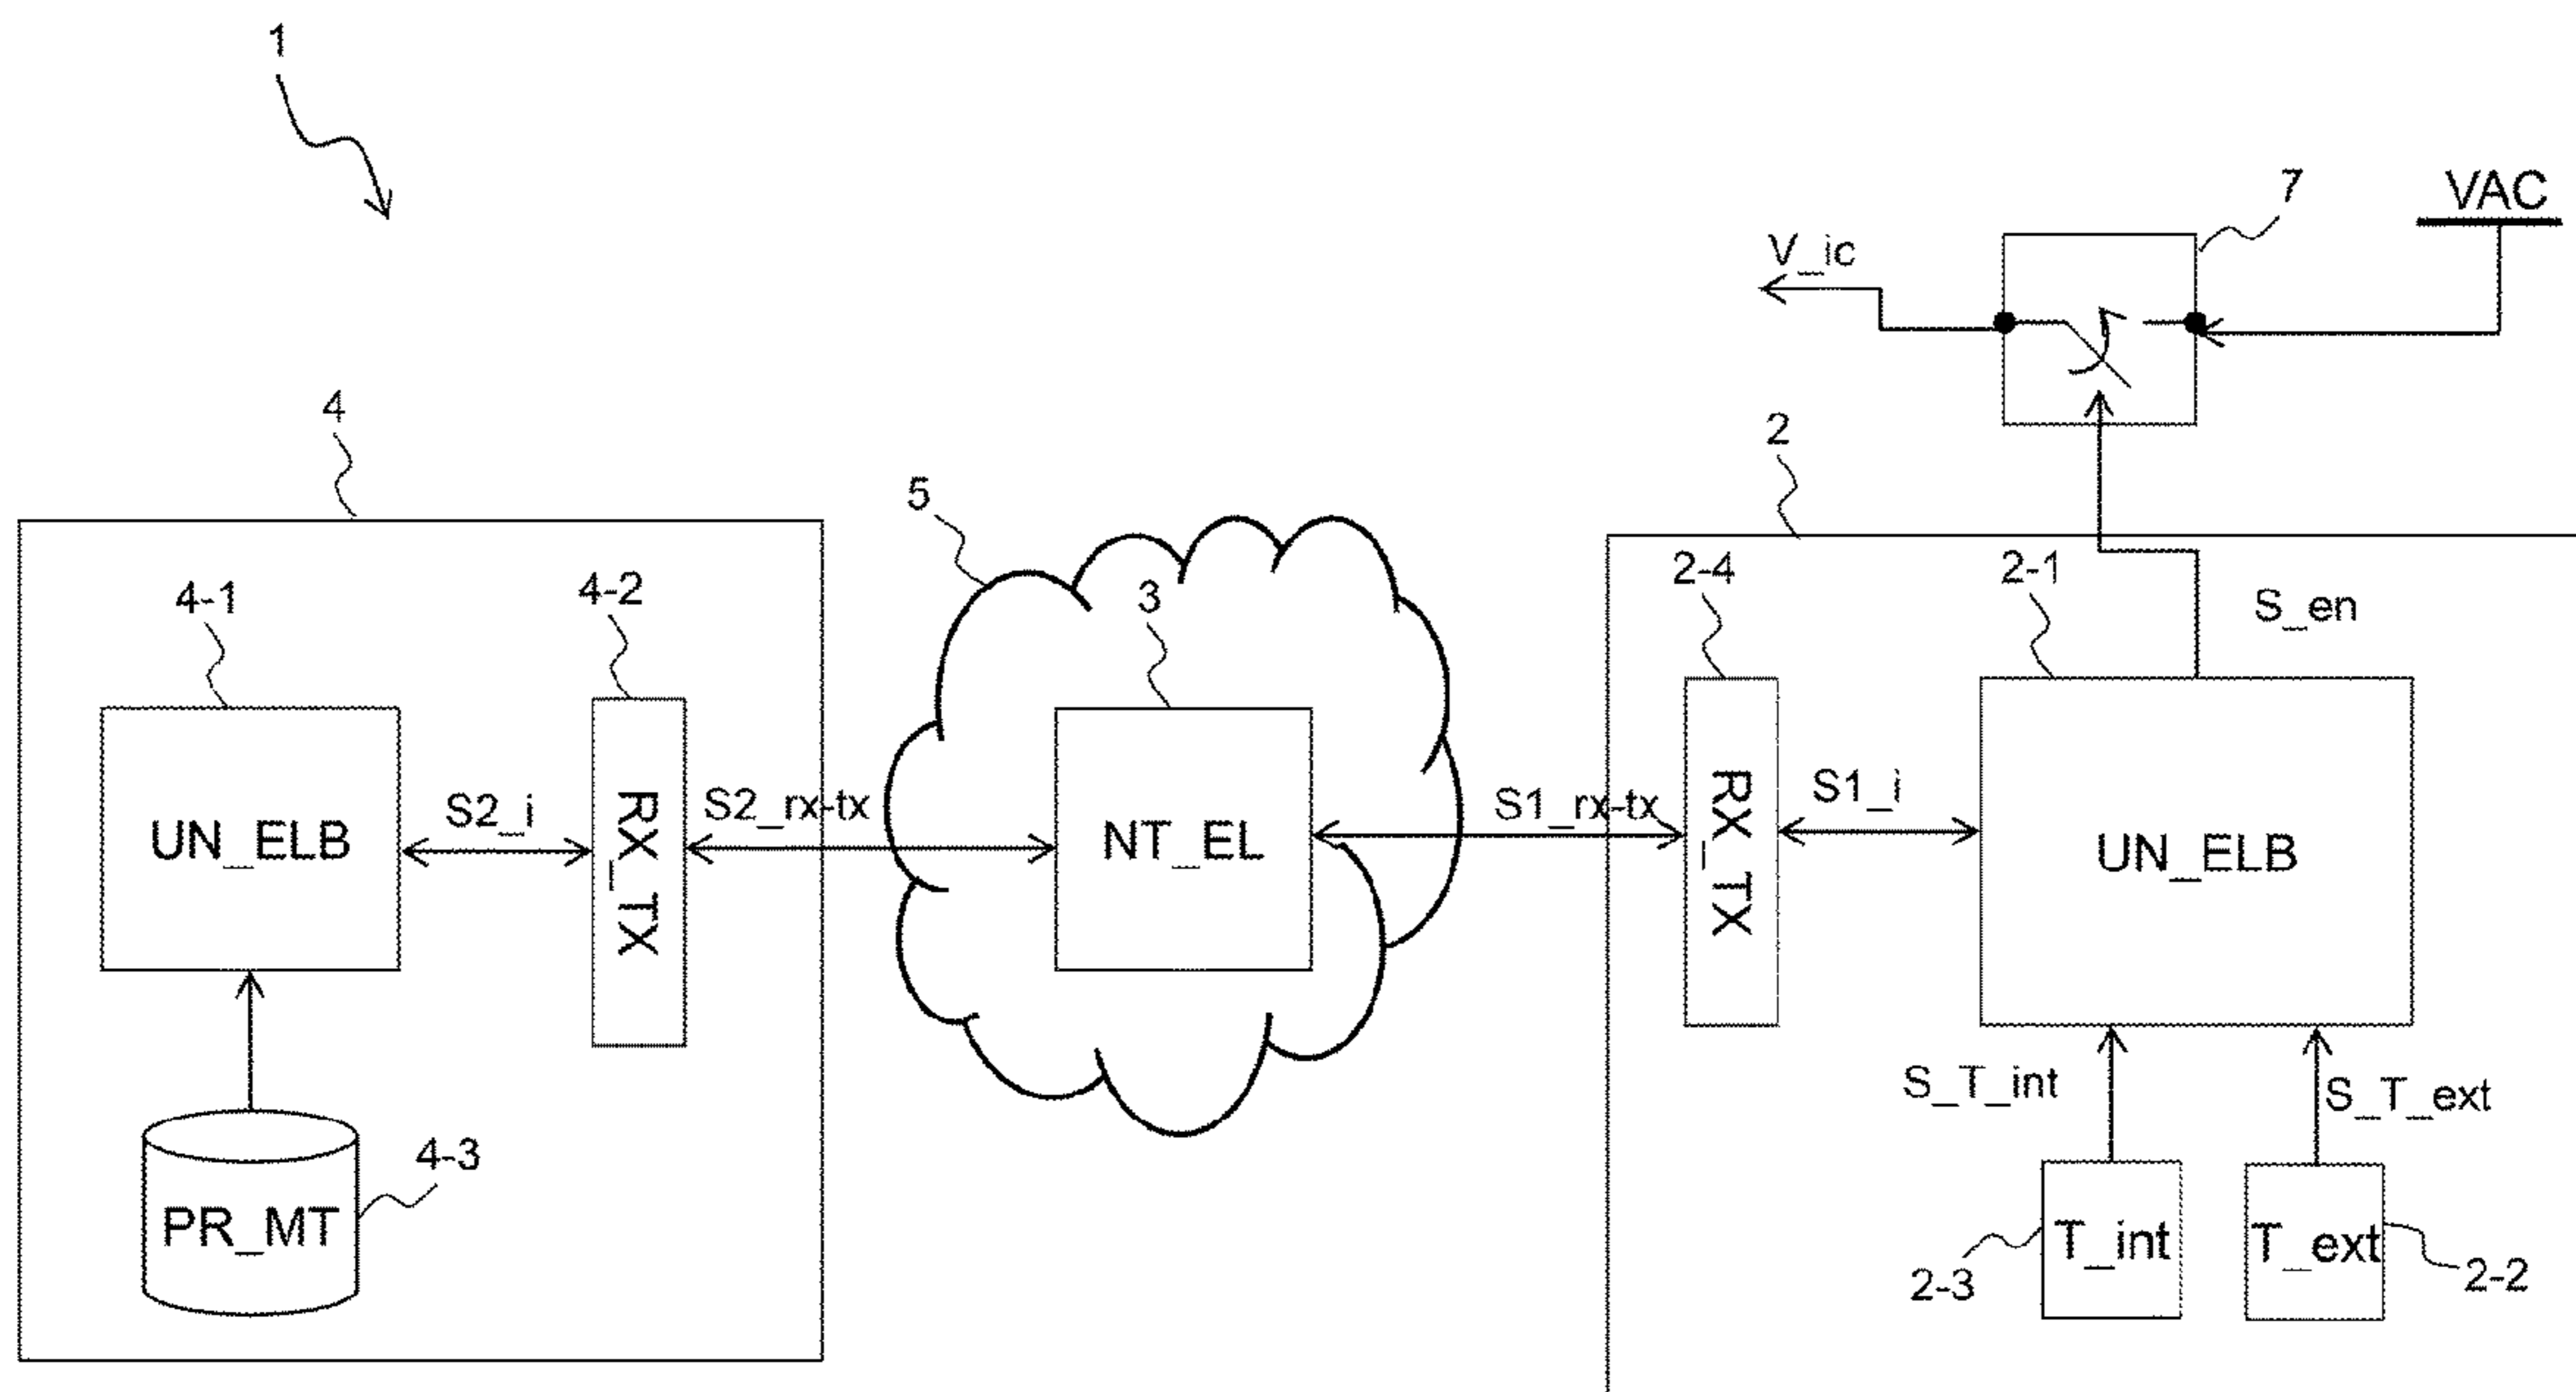 1
7
VAC
V_ic
4
2
5
2-4
2-1
S_en
4-1
4-2
3
S2_i
S2_rx-tx
S1_rx-tx
S1_i
UN_ELB
RX_TX
NT_EL
RX_TX
UN_ELB
S_T_int
S_T_ext
4-3
PR_MT
T_int
T_ext
2-3
2-2